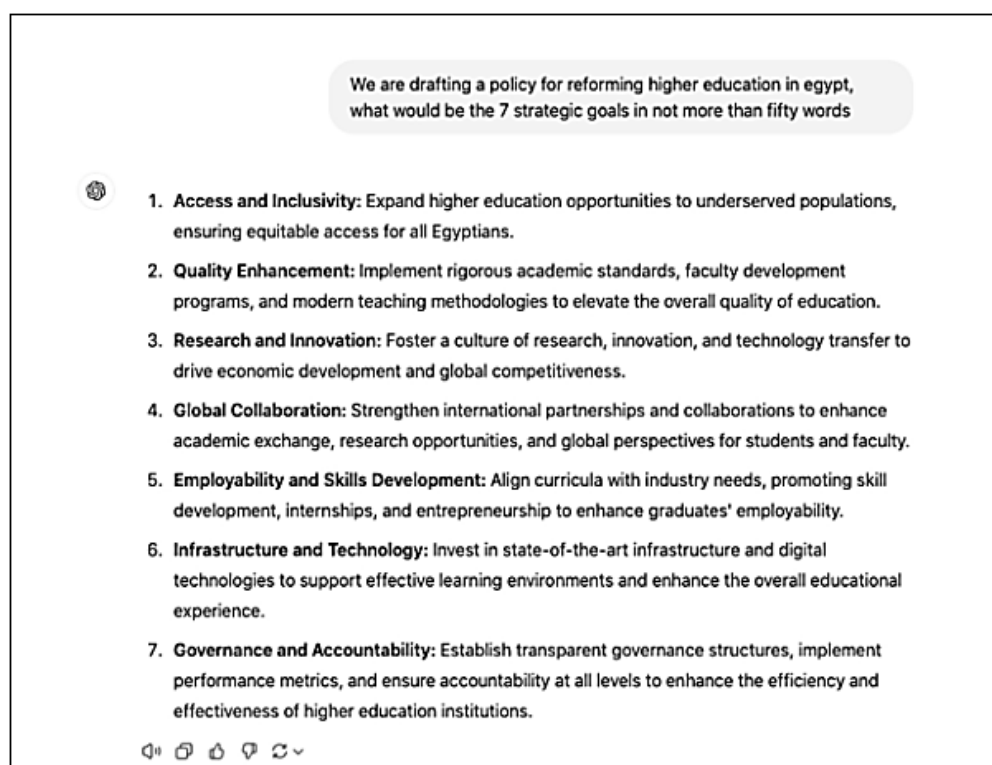 We are drafting a policy for reforming higher education in egypt,
what would be the 7 strategic goals in not more than fifty words
1. Access and Inclusivity: Expand higher education opportunities to underserved populations,
ensuring equitable access for all Egyptians.
2. Quality Enhancement: Implement rigorous academic standards, faculty development
programs, and modern teaching methodologies to elevate the overall quality of education.
3. Research and Innovation: Foster a culture of research, innovation, and technology transfer to
drive economic development and global competitiveness.
4. Global Collaboration: Strengthen international partnerships and collaborations to enhance
academic exchange, research opportunities, and global perspectives for students and faculty.
5. Employability and Skills Development: Align curricula with industry needs, promoting skill
development, internships, and entrepreneurship to enhance graduates' employability.
6. Infrastructure and Technology: Invest in state-of-the-art infrastructure and digital
technologies to support effective learning environments and enhance the overall educational
experience.
7. Governance and Accountability: Establish transparent governance structures, implement
performance metrics, and ensure accountability at all levels to enhance the efficiency and
effectiveness of higher education institutions.